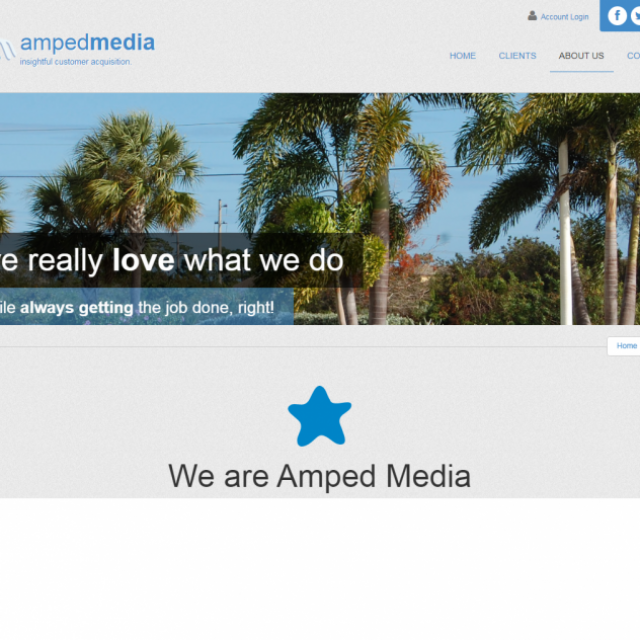 Account Login
ampedmedia
insightful customer acquisition.
HOME CLIENTS ABOUT US CO
e really love what we do
ile always getting the job done, right!
Home
We are Amped Media